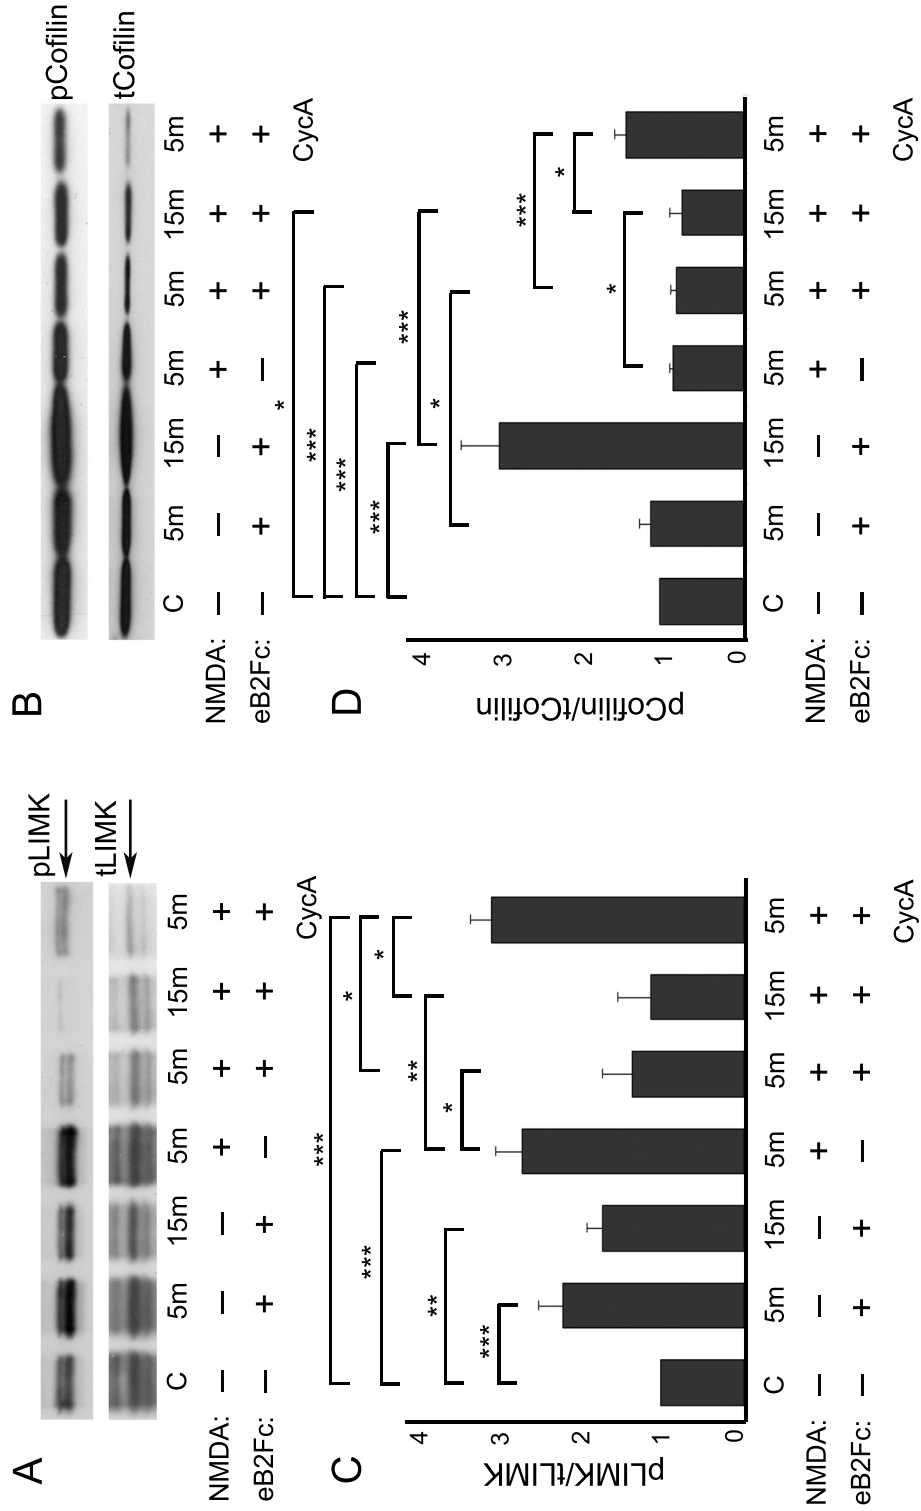 A
pLIMK
tLIMK
C 5m 15m 5m 5m 15m 5m
NMDA: – – – + + + +
eB2Fc: – + + – + + +
CycA
B
pCofilin
tCofilin
C 5m 15m 5m 5m 15m 5m
NMDA: – – – + + + +
eB2Fc: – + + – + + +
CycA
C
pLIMK/tLIMK
4
3
2
1
0
***
*
***
*
**
**
*
***
C 5m 15m 5m 5m 15m 5m
NMDA: – – – + + + +
eB2Fc: – + + – + + +
CycA
D
pCofilin/tCofilin
4
3
2
1
0
*
***
***
***
***
*
***
*
*
C 5m 15m 5m 5m 15m 5m
NMDA: – – – + + + +
eB2Fc: – + + – + + +
CycA